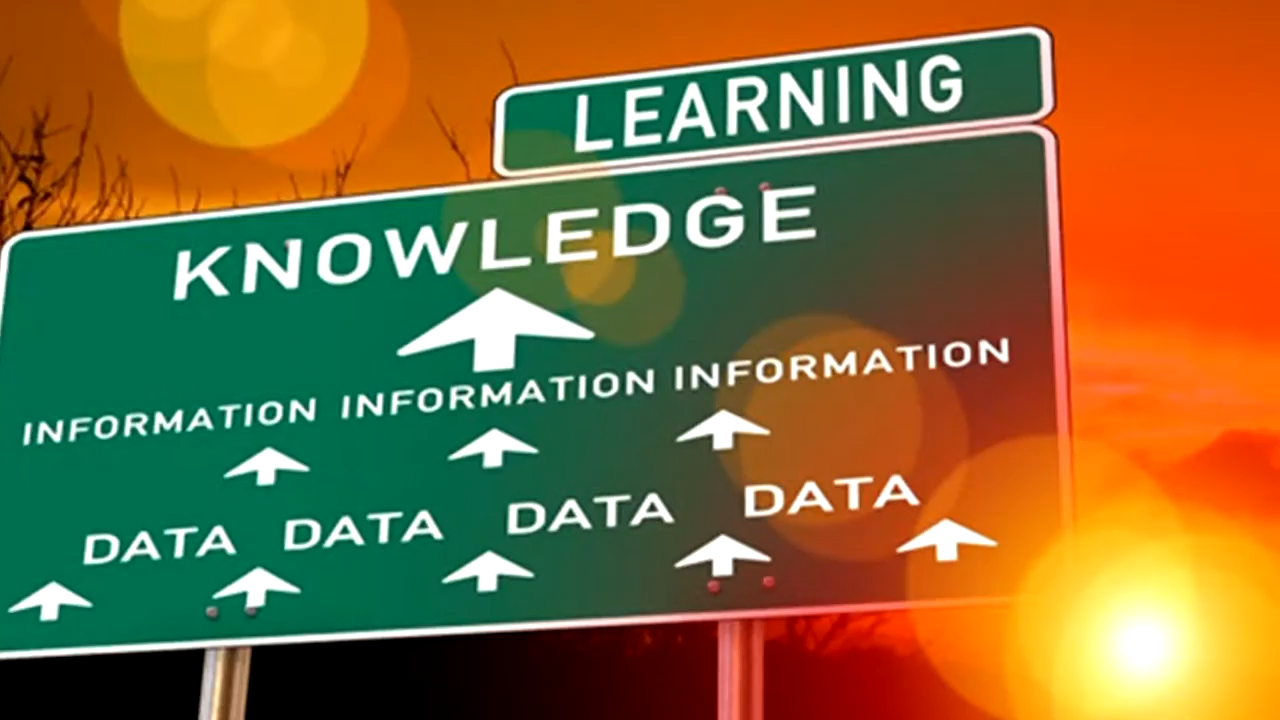 LEARNING
KNOWLEDGE
INFORMATION INFORMATION INFORMATION
DATA DATA DATA DATA